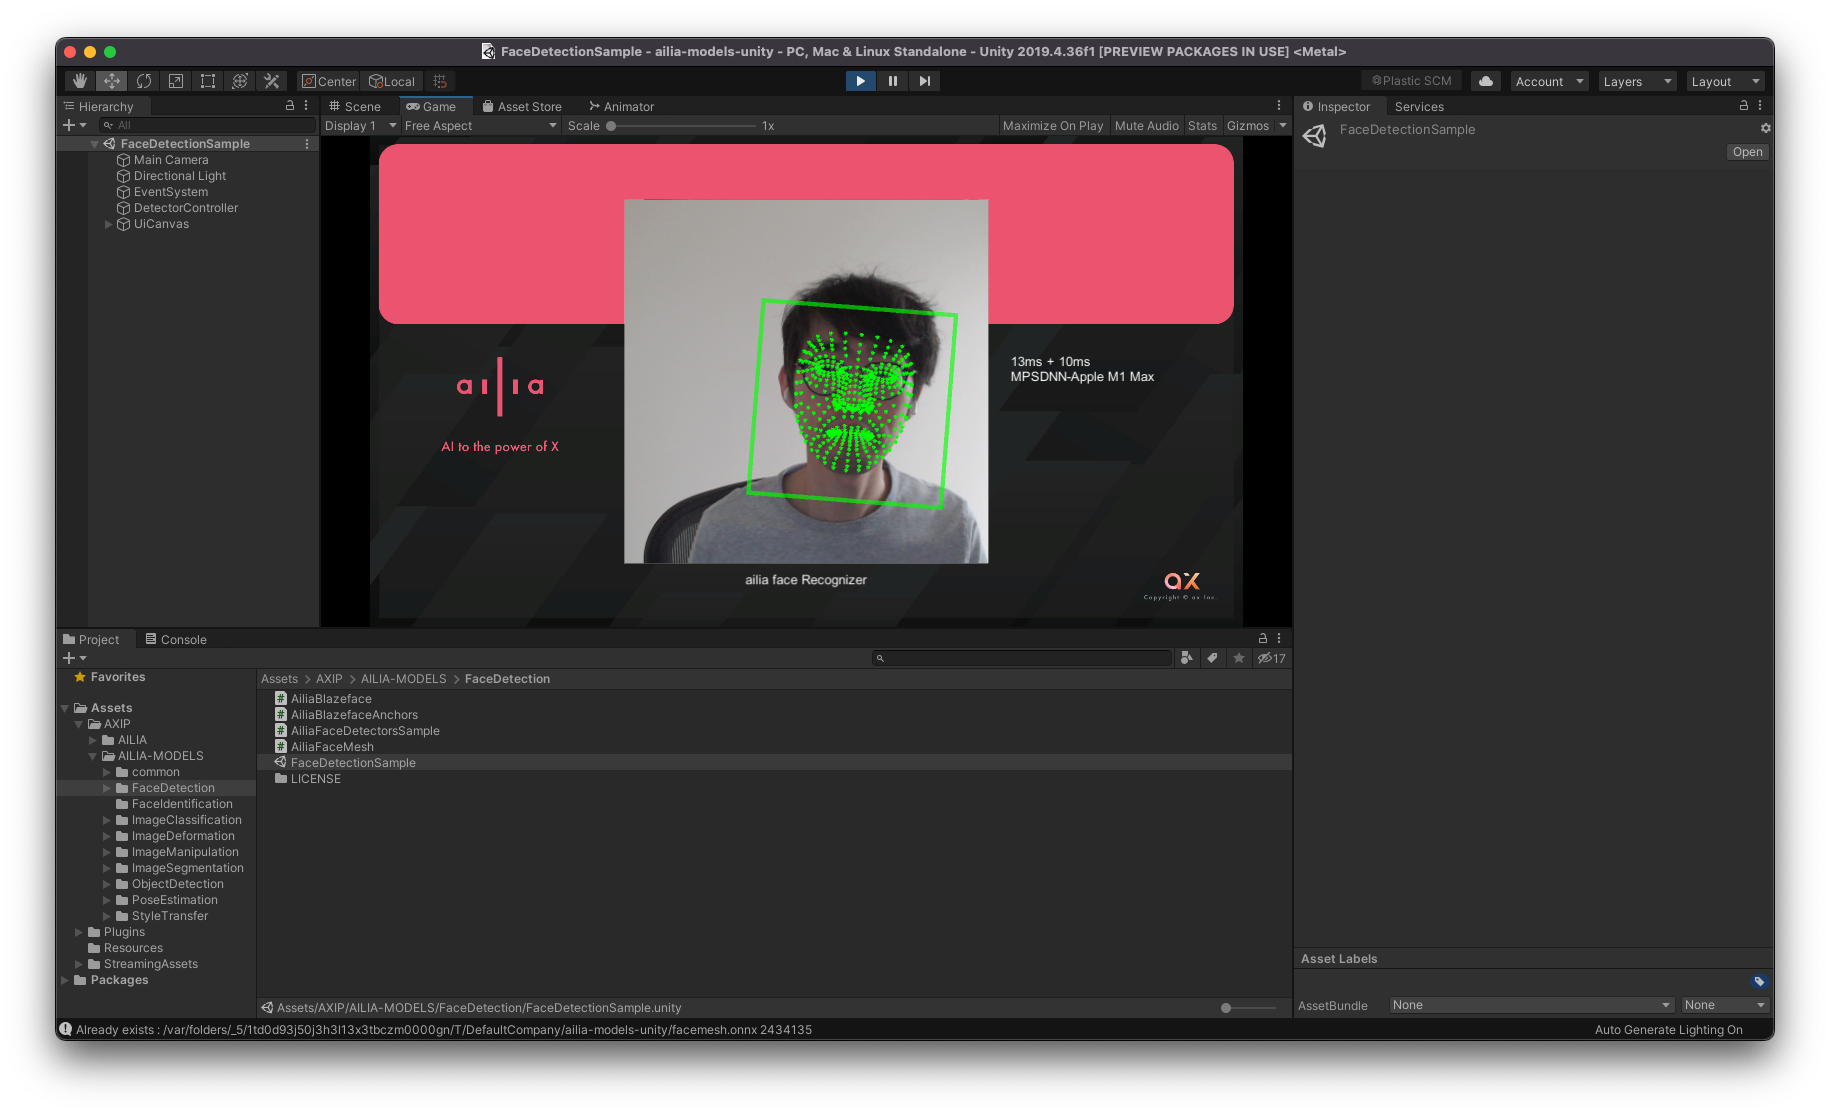 FaceDetectionSample - ailia-models-unity - PC, Mac & Linux Standalone - Unity 2019.4.36f1 [PREVIEW PACKAGES IN USE] <Metal>
Center Local Plastic SCM Account Layers Layout
Hierarchy
All
FaceDetectionSample
Main Camera
Directional Light
EventSystem
DetectorController
UiCanvas
Scene Game Asset Store Animator
Display 1 Free Aspect Scale 1x Maximize On Play Mute Audio Stats Gizmos
ailia
AI to the power of X
13ms + 10ms
MPSDNN-Apple M1 Max
ailia face Recognizer
ax
Copyright © ax Inc.
Inspector Services
FaceDetectionSample
Open
Project Console
17
Favorites
Assets
AXIP
AILIA
AILIA-MODELS
common
FaceDetection
FaceIdentification
ImageClassification
ImageDeformation
ImageManipulation
ImageSegmentation
ObjectDetection
PoseEstimation
StyleTransfer
Plugins
Resources
StreamingAssets
Packages
Assets > AXIP > AILIA-MODELS > FaceDetection
AiliaBlazeface
AiliaBlazefaceAnchors
AiliaFaceDetectorsSample
AiliaFaceMesh
FaceDetectionSample
LICENSE
Assets/AXIP/AILIA-MODELS/FaceDetection/FaceDetectionSample.unity
Asset Labels
AssetBundle None None
Already exists : /var/folders/_5/1td0d93j50j3h3l13x3tbczm0000gn/T/DefaultCompany/ailia-models-unity/facemesh.onnx 2434135
Auto Generate Lighting On